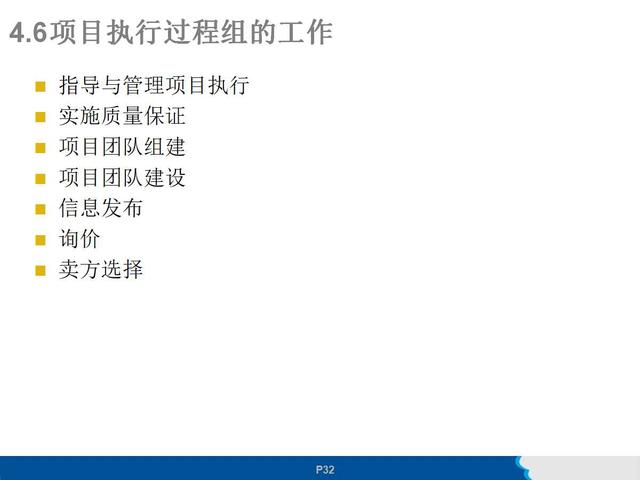 4.6项目执行过程组的工作
指导与管理项目执行
实施质量保证
项目团队组建
项目团队建设
信息发布
询价
卖方选择
P32